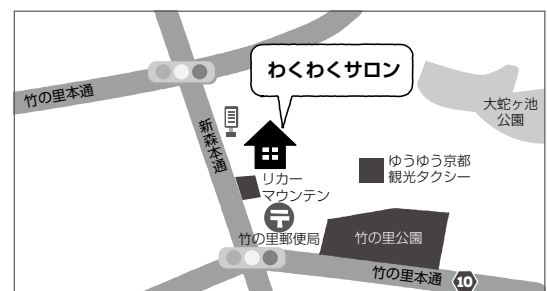 わくわくサロン
竹の里本通
新森本通
大蛇ヶ池
公園
ゆうゆう京都
観光タクシー
リカー
マウンテン
竹の里郵便局
竹の里公園
竹の里本通
10